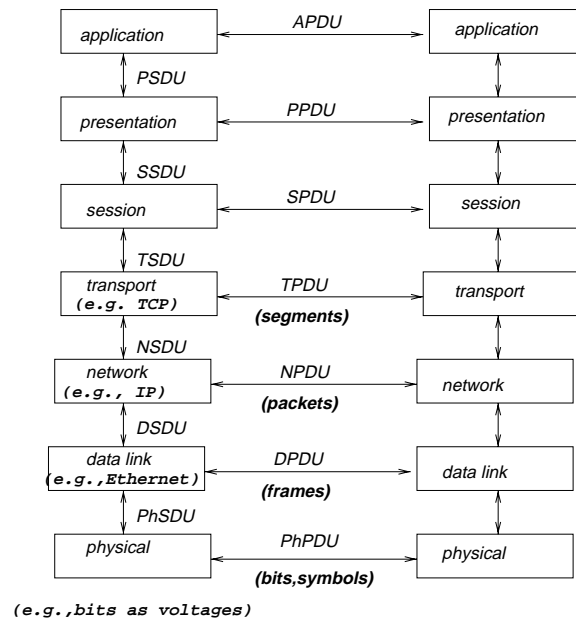 application
APDU
application
PSDU
presentation
PPDU
presentation
SSDU
session
SPDU
session
TSDU
transport
(e.g. TCP)
TPDU
(segments)
transport
NSDU
network
(e.g., IP)
NPDU
(packets)
network
DSDU
data link
(e.g.,Ethernet)
DPDU
(frames)
data link
PhSDU
physical
PhPDU
(bits,symbols)
physical
(e.g.,bits as voltages)